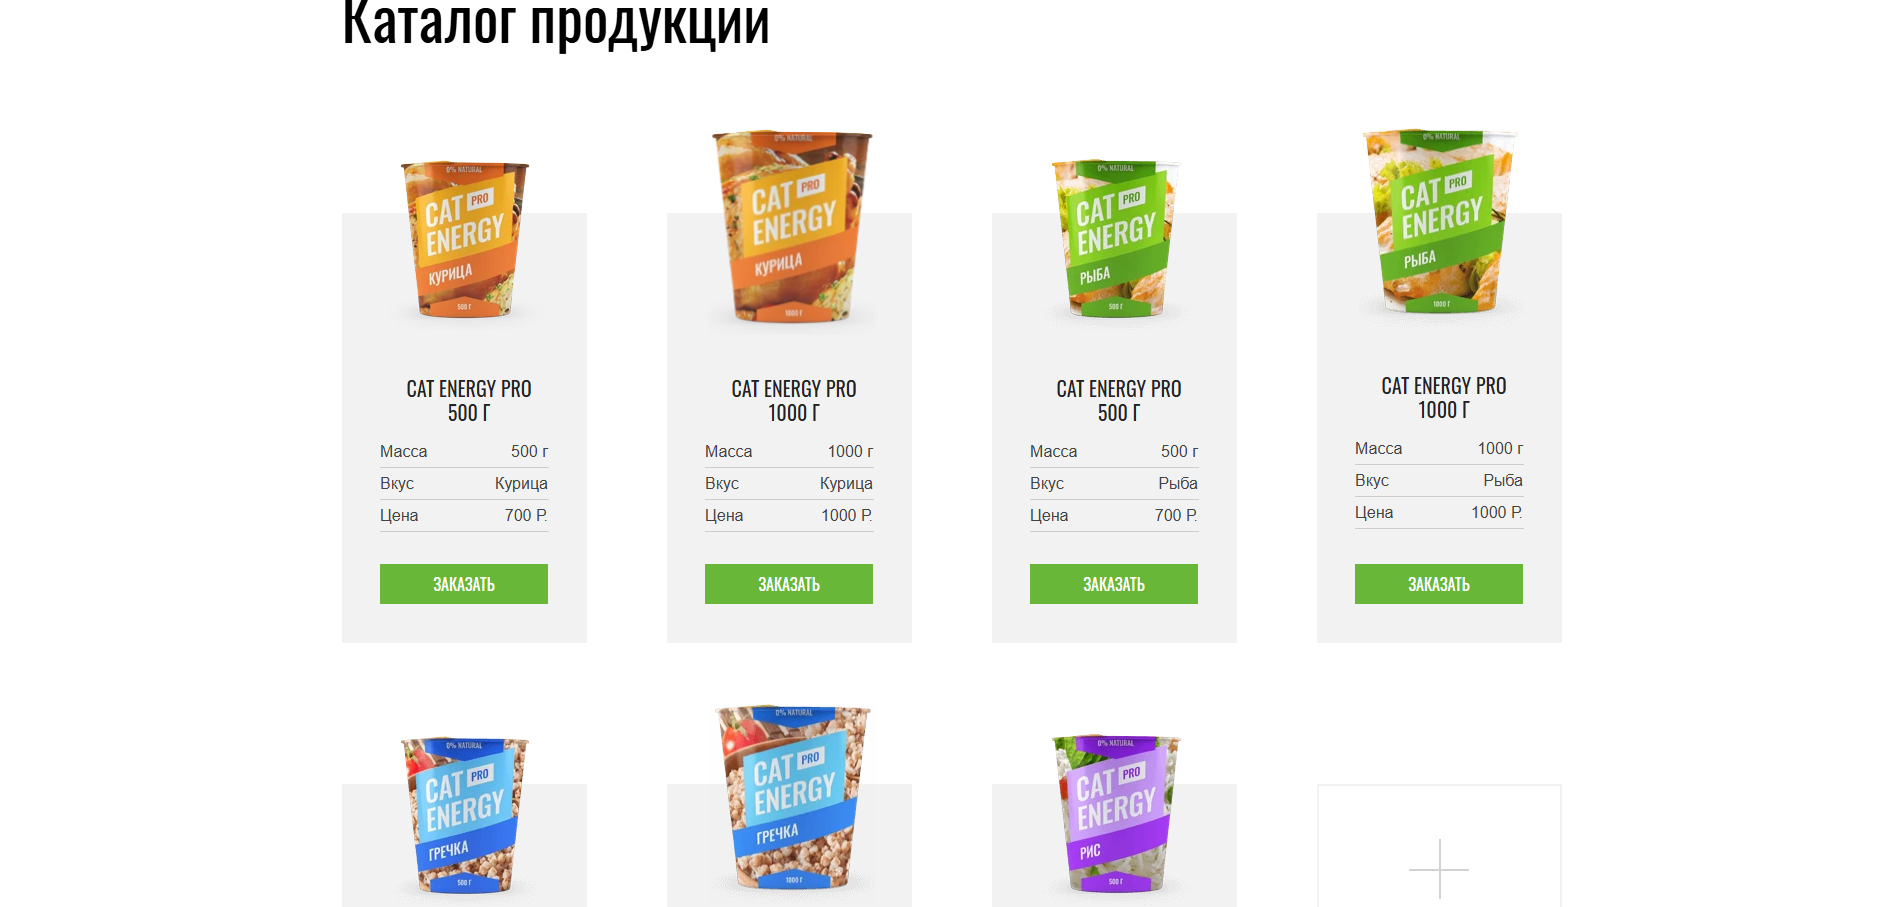 Каталог продукции
0% NATURAL
CAT PRO
ENERGY
КУРИЦА
500 Г
0% NATURAL
CAT PRO
ENERGY
КУРИЦА
1000 Г
0% NATURAL
CAT PRO
ENERGY
РЫБА
500 Г
0% NATURAL
CAT PRO
ENERGY
РЫБА
1000 Г
CAT ENERGY PRO
500 Г
Масса 500 г
Вкус Курица
Цена 700 Р.
ЗАКАЗАТЬ
CAT ENERGY PRO
1000 Г
Масса 1000 г
Вкус Курица
Цена 1000 Р.
ЗАКАЗАТЬ
CAT ENERGY PRO
500 Г
Масса 500 г
Вкус Рыба
Цена 700 Р.
ЗАКАЗАТЬ
CAT ENERGY PRO
1000 Г
Масса 1000 г
Вкус Рыба
Цена 1000 Р.
ЗАКАЗАТЬ
0% NATURAL
CAT PRO
ENERGY
ГРЕЧКА
500 Г
0% NATURAL
CAT PRO
ENERGY
ГРЕЧКА
1000 Г
0% NATURAL
CAT PRO
ENERGY
РИС
500 Г